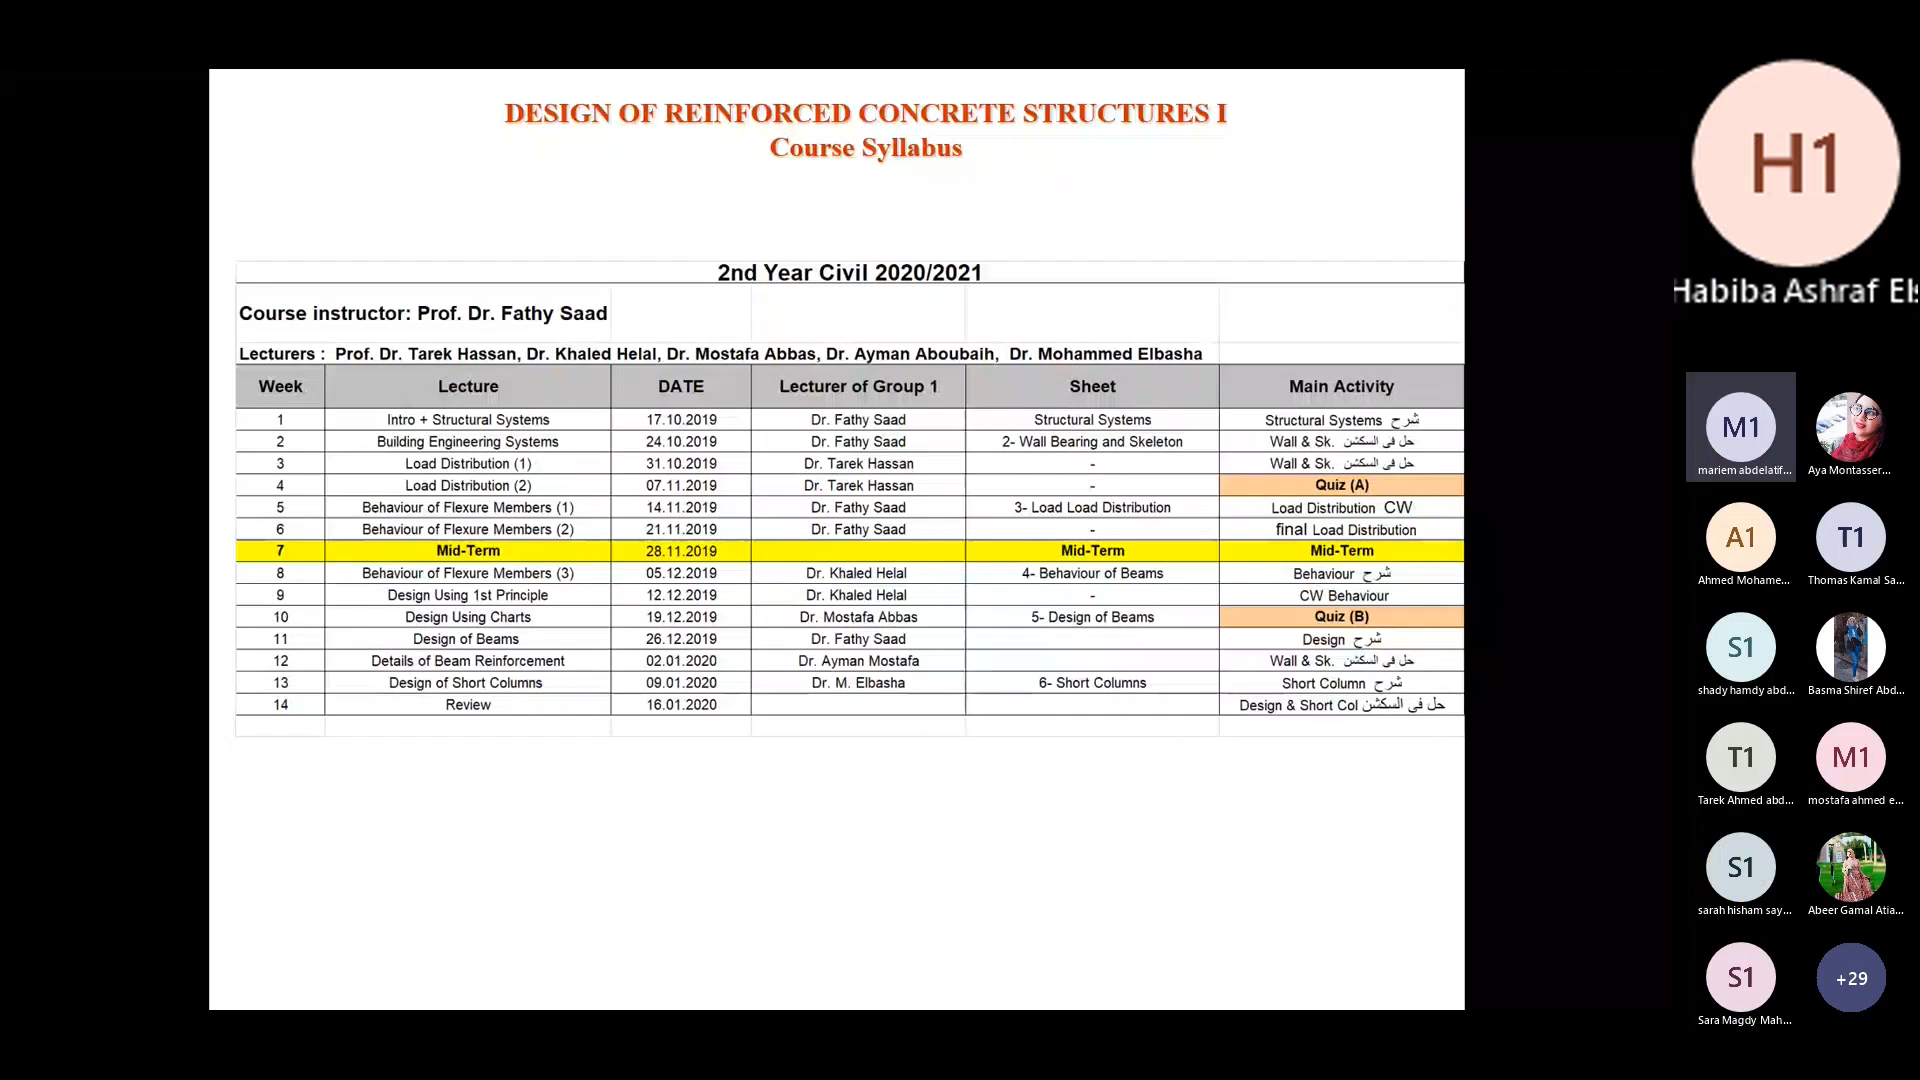 DESIGN OF REINFORCED CONCRETE STRUCTURES I
Course Syllabus
2nd Year Civil 2020/2021
Course instructor: Prof. Dr. Fathy Saad
Lecturers : Prof. Dr. Tarek Hassan, Dr. Khaled Helal, Dr. Mostafa Abbas, Dr. Ayman Aboubaih, Dr. Mohammed Elbasha
Week Lecture DATE Lecturer of Group 1 Sheet Main Activity
1 Intro + Structural Systems 17.10.2019 Dr. Fathy Saad Structural Systems Structural Systems شرح
2 Building Engineering Systems 24.10.2019 Dr. Fathy Saad 2- Wall Bearing and Skeleton Wall & Sk. حل فى السكشن
3 Load Distribution (1) 31.10.2019 Dr. Tarek Hassan - Wall & Sk. حل فى السكشن
4 Load Distribution (2) 07.11.2019 Dr. Tarek Hassan - Quiz (A)
5 Behaviour of Flexure Members (1) 14.11.2019 Dr. Fathy Saad 3- Load Load Distribution Load Distribution CW
6 Behaviour of Flexure Members (2) 21.11.2019 Dr. Fathy Saad - final Load Distribution
7 Mid-Term 28.11.2019 Mid-Term Mid-Term
8 Behaviour of Flexure Members (3) 05.12.2019 Dr. Khaled Helal 4- Behaviour of Beams Behaviour شرح
9 Design Using 1st Principle 12.12.2019 Dr. Khaled Helal - CW Behaviour
10 Design Using Charts 19.12.2019 Dr. Mostafa Abbas 5- Design of Beams Quiz (B)
11 Design of Beams 26.12.2019 Dr. Fathy Saad Design شرح
12 Details of Beam Reinforcement 02.01.2020 Dr. Ayman Mostafa Wall & Sk. حل فى السكشن
13 Design of Short Columns 09.01.2020 Dr. M. Elbasha 6- Short Columns Short Column شرح
14 Review 16.01.2020 Design & Short Col حل فى السكشن
H1
Habiba Ashraf Els
M1
mariem abdelatif...
Aya Montasser...
A1 T1
Ahmed Mohame... Thomas Kamal Sa...
S1
shady hamdy abd... Basma Shiref Abd...
T1 M1
Tarek Ahmed abd... mostafa ahmed e...
S1
sarah hisham say... Abeer Gamal Atia...
S1 +29
Sara Magdy Mah...